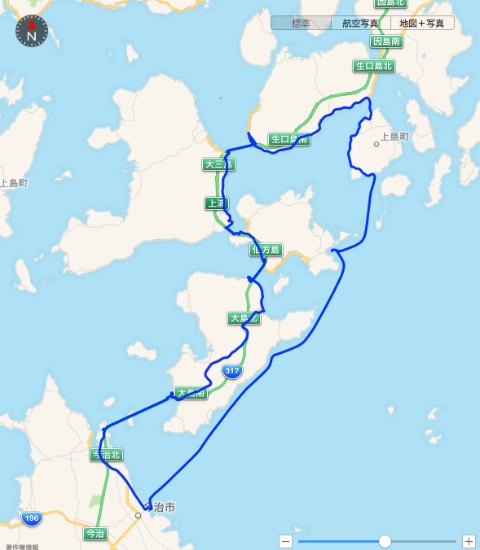 因島北
標準 航空写真 地図+写真
N
因島南
生口島北
生口島南
上島町
大三島
上島町
上浦
伯方島
大島北
317
大島南
今治北
今治市
196
今治
著作権情報